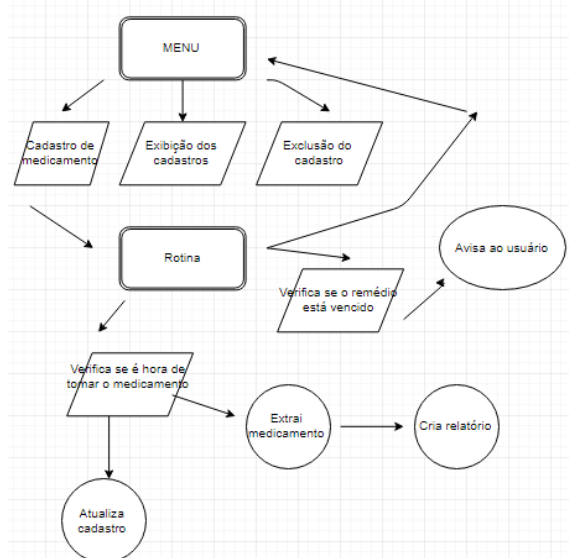 MENU
Cadastro de
medicamento
Exibição dos
cadastros
Exclusão do
cadastro
Rotina
Avisa ao usuário
Verifica se o remédio
está vencido
Verifica se é hora de
tomar o medicamento
Extrai
medicamento
Cria relatório
Atualiza
cadastro